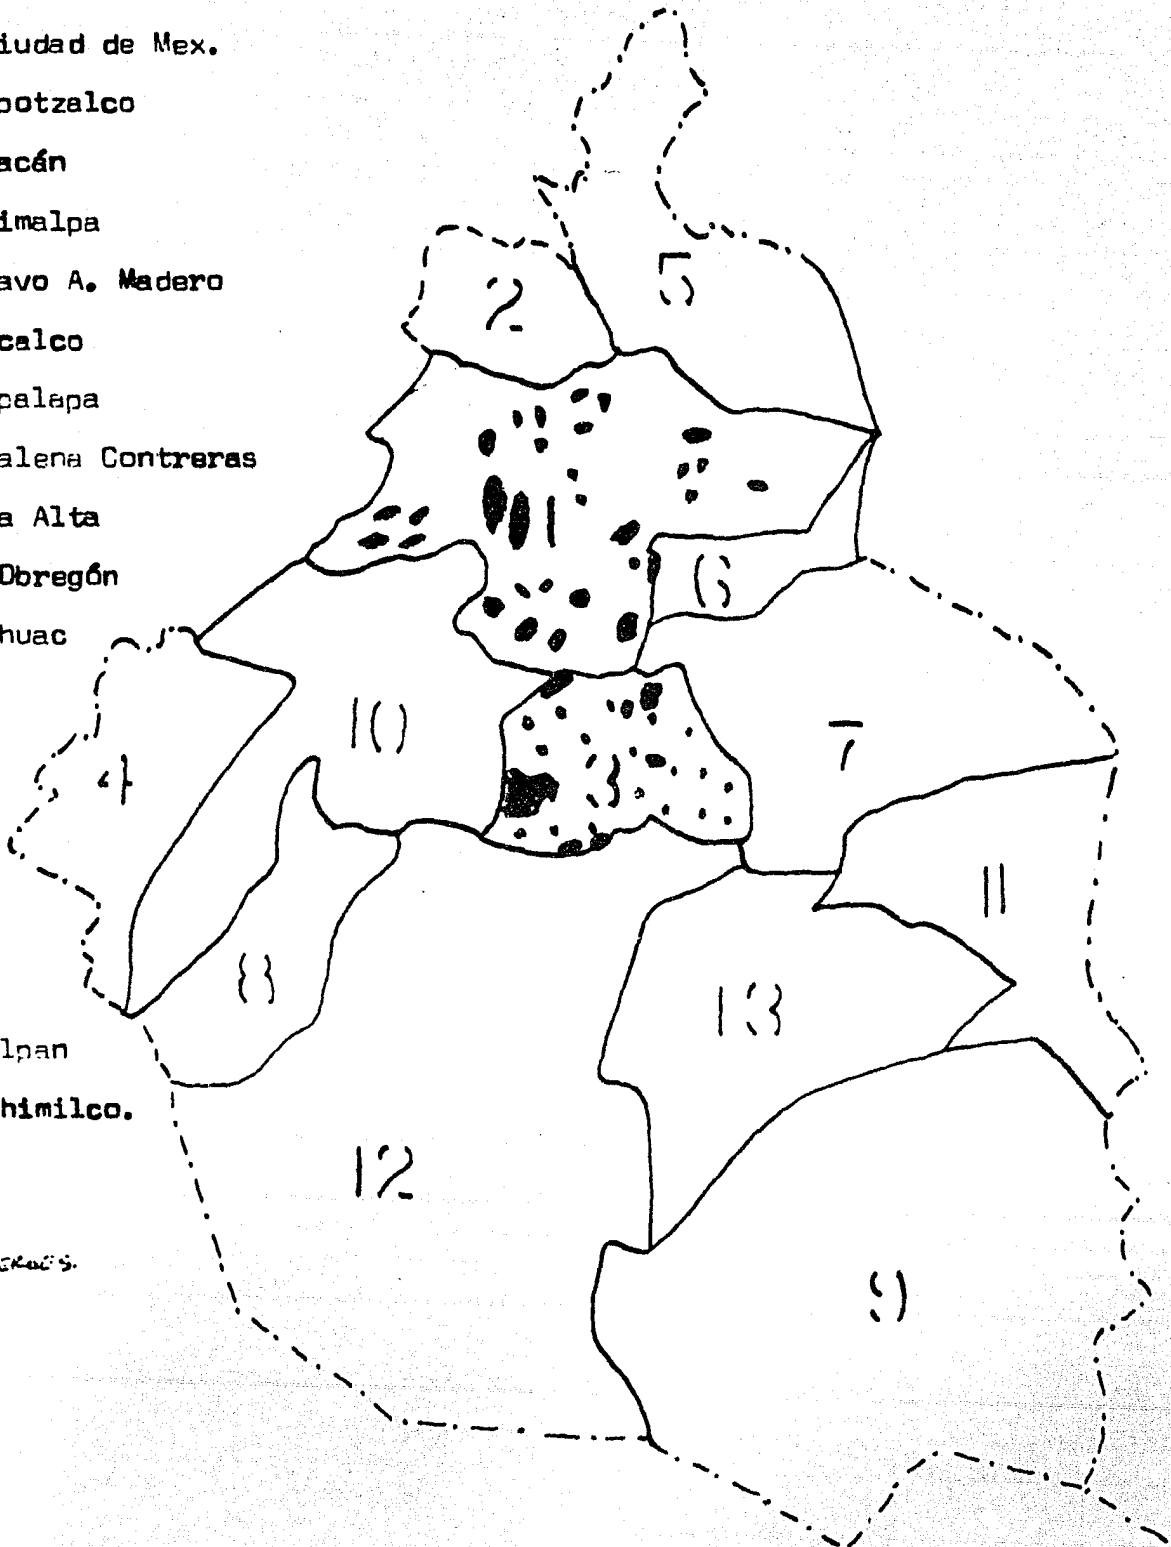 iudad de Mex.
potzalco
acán
imalpa
avo A. Madero
calco
palapa
alena Contreras
a Alta
Obregón
huac
lpan
himilco.
5
2
1
6
10
3
7
4
11
8
13
12
9